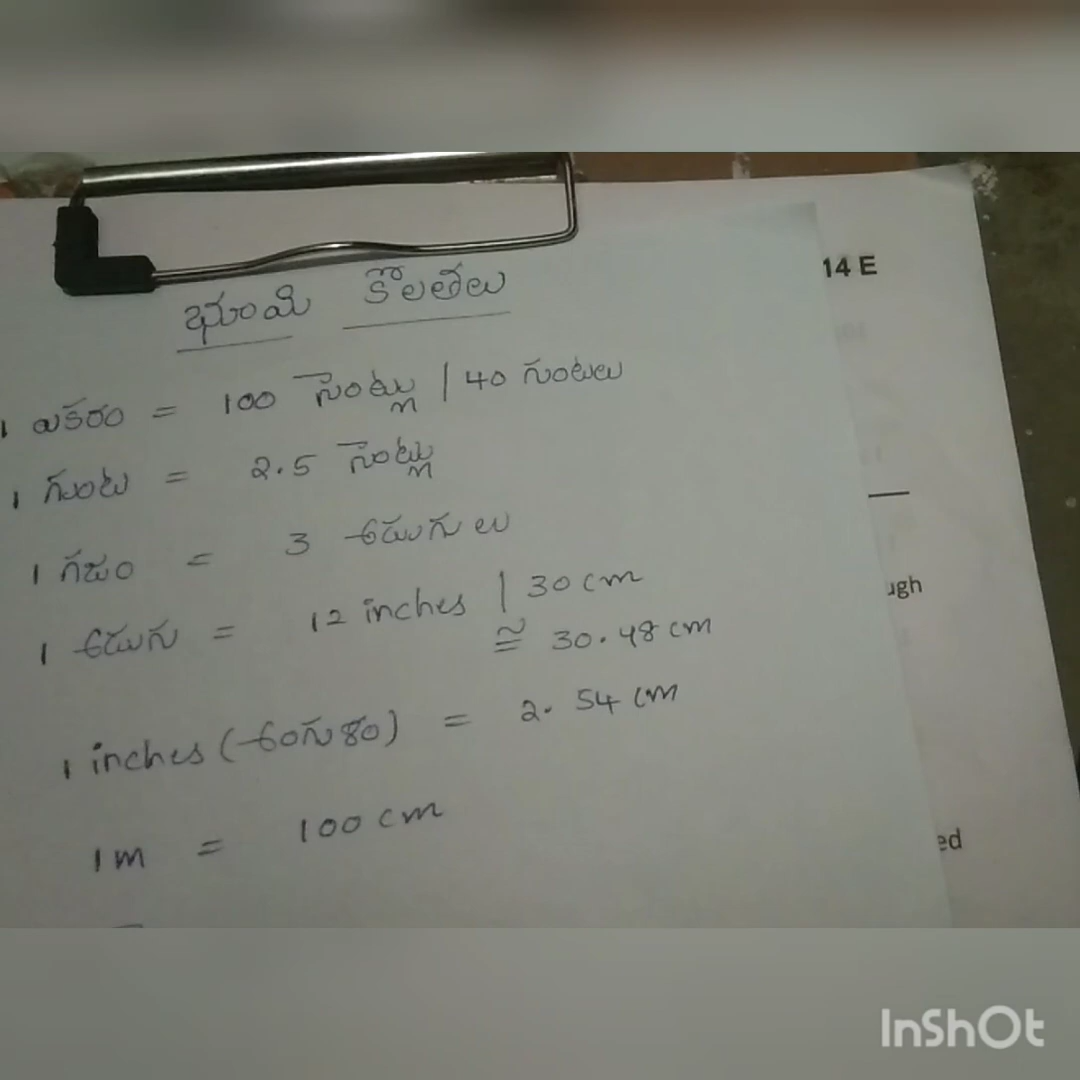 భూమి కొలతలు
1 ఎకరం = 100 సెంట్లు | 40 గుంటలు
1 గుంట = 2.5 సెంట్లు
1 గజం = 3 అడుగులు
1 అడుగు = 12 inches | 30 cm
≅ 30.48 cm
1 inches (అంగుళం) = 2.54 cm
1 m = 100 cm
14 E
ugh
ed
InShOt